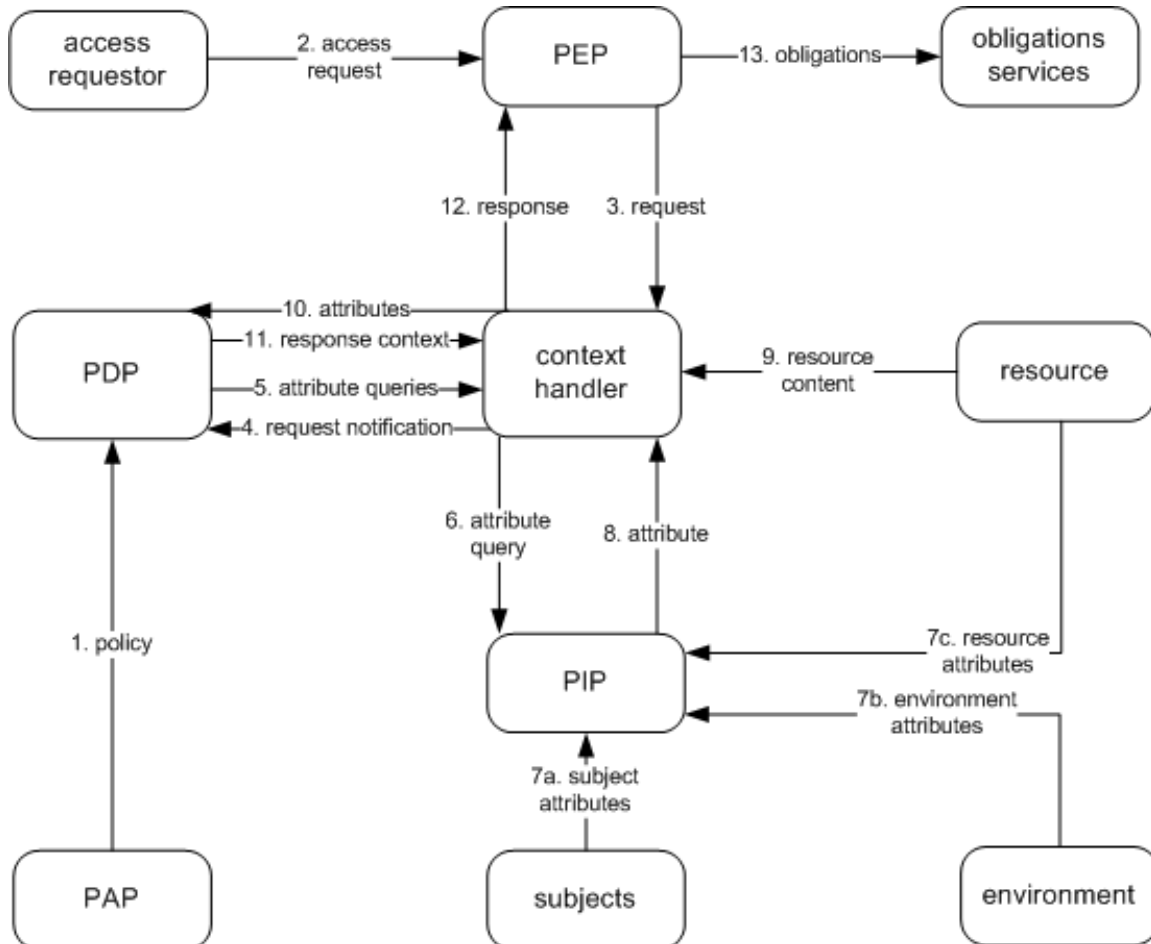 access
requestor
2. access
request
PEP
13. obligations
obligations
services
12. response
3. request
PDP
10. attributes
11. response context
5. attribute queries
4. request notification
context
handler
9. resource
content
resource
6. attribute
query
8. attribute
1. policy
PIP
7c. resource
attributes
7b. environment
attributes
7a. subject
attributes
PAP
subjects
environment